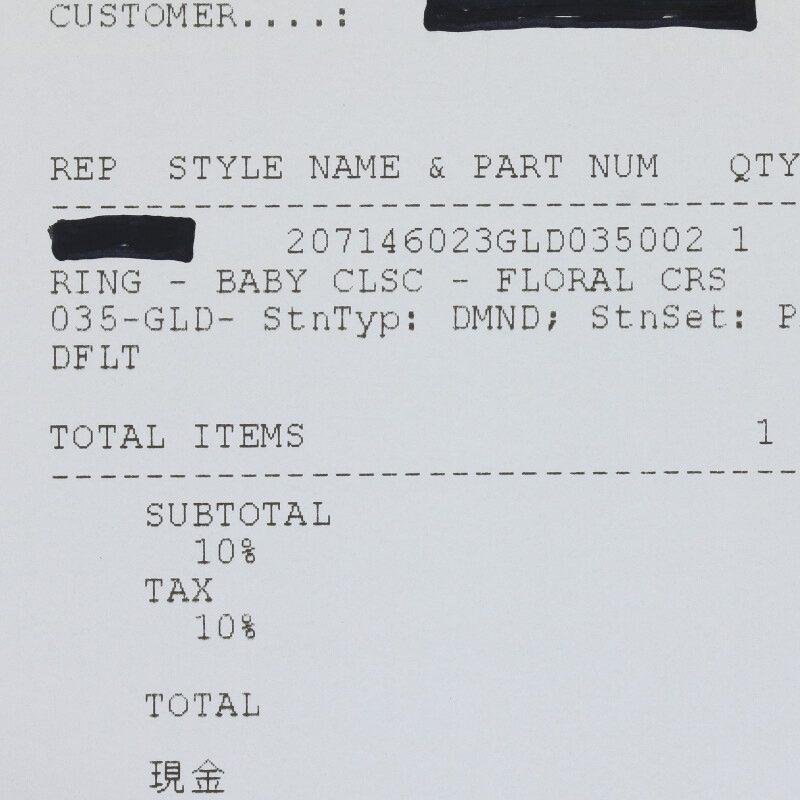 CUSTOMER....:
REP STYLE NAME & PART NUM QTY
207146023GLD035002 1
RING - BABY CLSC - FLORAL CRS
035-GLD- StnTyp: DMND; StnSet: P
DFLT
TOTAL ITEMS 1
SUBTOTAL
10%
TAX
10%
TOTAL
現金